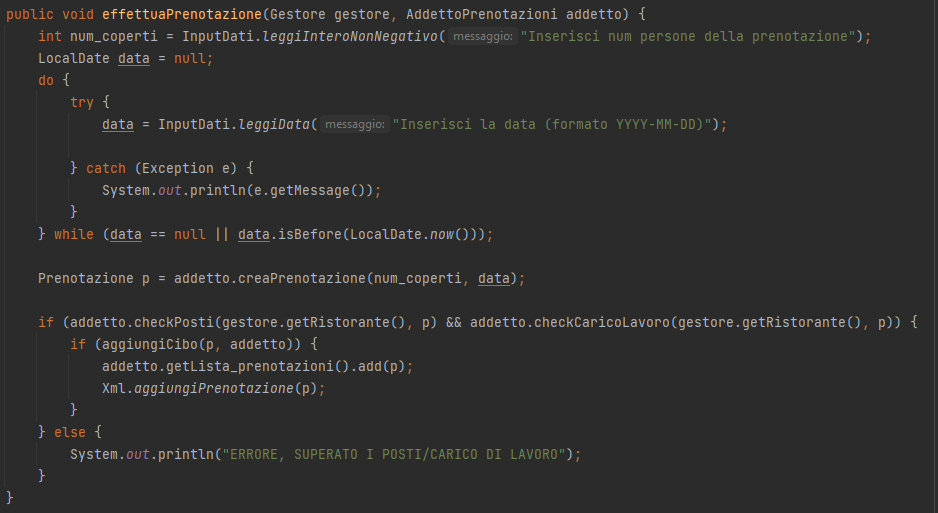 public void effettuaPrenotazione(Gestore gestore, AddettoPrenotazioni addetto) {
    int num_coperti = InputDati.leggiInteroNonNegativo( messaggio: "Inserisci num persone della prenotazione");
    LocalDate data = null;
    do {
        try {
            data = InputDati.leggiData( messaggio: "Inserisci la data (formato YYYY-MM-DD)");

        } catch (Exception e) {
            System.out.println(e.getMessage());
        }
    } while (data == null || data.isBefore(LocalDate.now()));

    Prenotazione p = addetto.creaPrenotazione(num_coperti, data);

    if (addetto.checkPosti(gestore.getRistorante(), p) && addetto.checkCaricoLavoro(gestore.getRistorante(), p)) {
        if (aggiungiCibo(p, addetto)) {
            addetto.getLista_prenotazioni().add(p);
            Xml.aggiungiPrenotazione(p);
        }
    } else {
        System.out.println("ERRORE, SUPERATO I POSTI/CARICO DI LAVORO");
    }
}